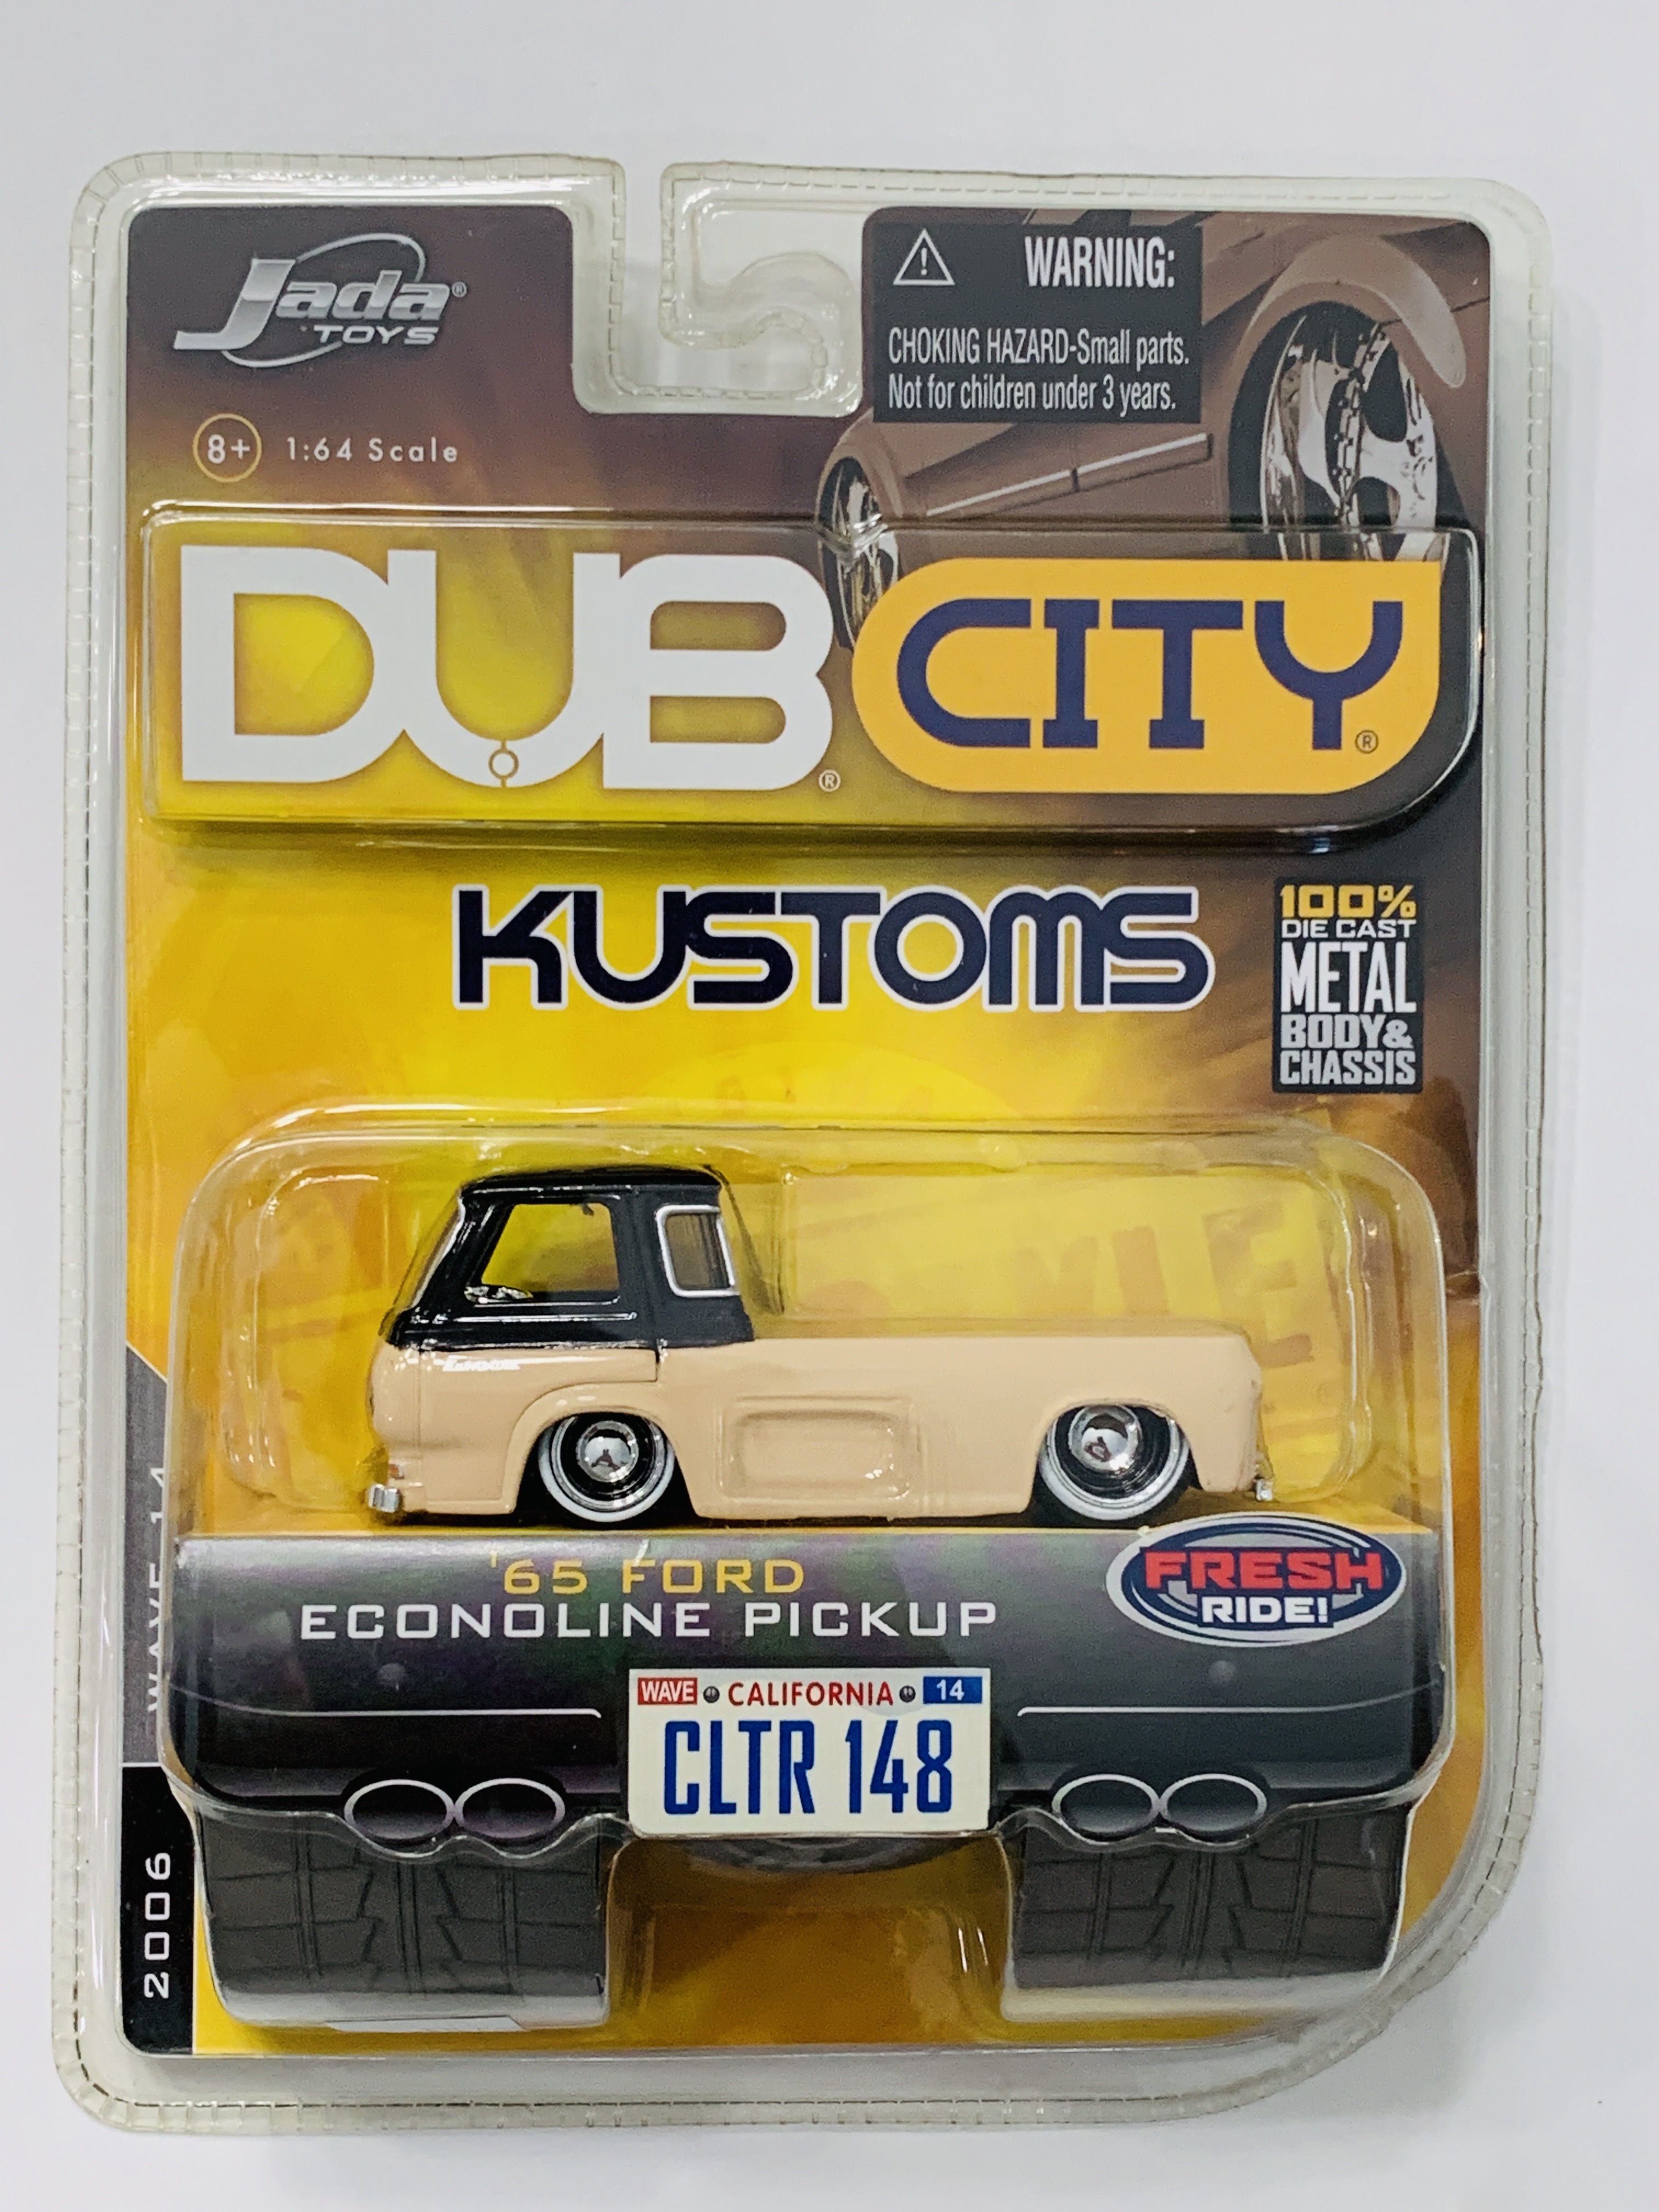 Jada®
TOYS
WARNING:
CHOKING HAZARD-Small parts.
Not for children under 3 years.
8+ 1:64 Scale
DUB® CITY®
KUSTOMS
100%
DIE CAST
METAL
BODY&
CHASSIS
'65 FORD
ECONOLINE PICKUP
FRESH
RIDE!
WAVE CALIFORNIA 14
CLTR 148
WAVE 14
2006